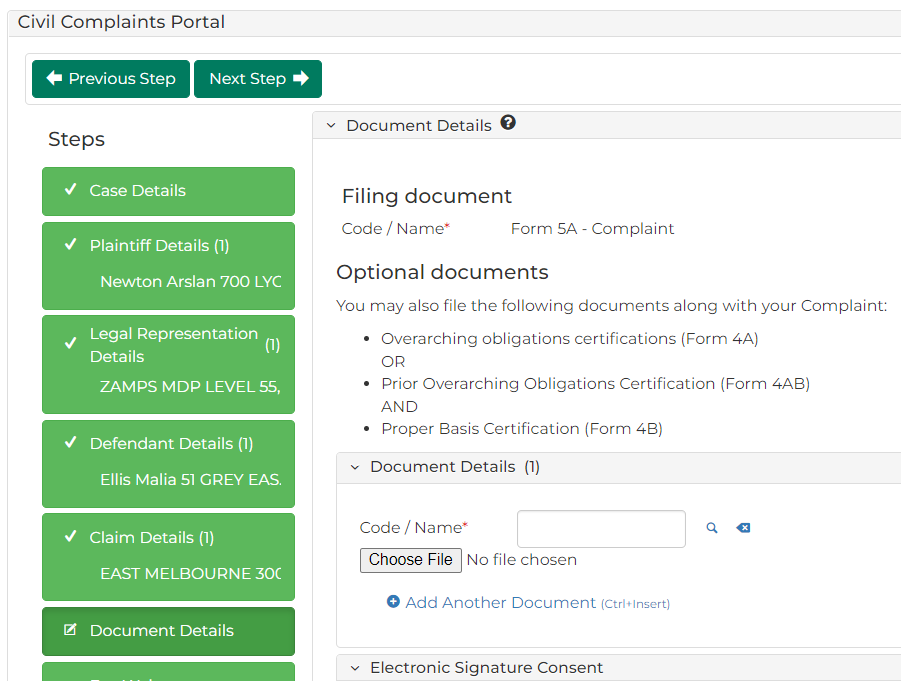 Civil Complaints Portal
Previous Step
Next Step
Steps
Case Details
Plaintiff Details (1)
Newton Arslan 700 LYC
Legal Representation
Details
(1)
ZAMPS MDP LEVEL 55,
Defendant Details (1)
Ellis Malia 51 GREY EAS.
Claim Details (1)
EAST MELBOURNE 300
Document Details
Document Details
Filing document
Code / Name* Form 5A - Complaint
Optional documents
You may also file the following documents along with your Complaint:
• Overarching obligations certifications (Form 4A)
OR
• Prior Overarching Obligations Certification (Form 4AB)
AND
• Proper Basis Certification (Form 4B)
Document Details (1)
Code / Name*
Choose File No file chosen
Add Another Document (Ctrl+Insert)
Electronic Signature Consent